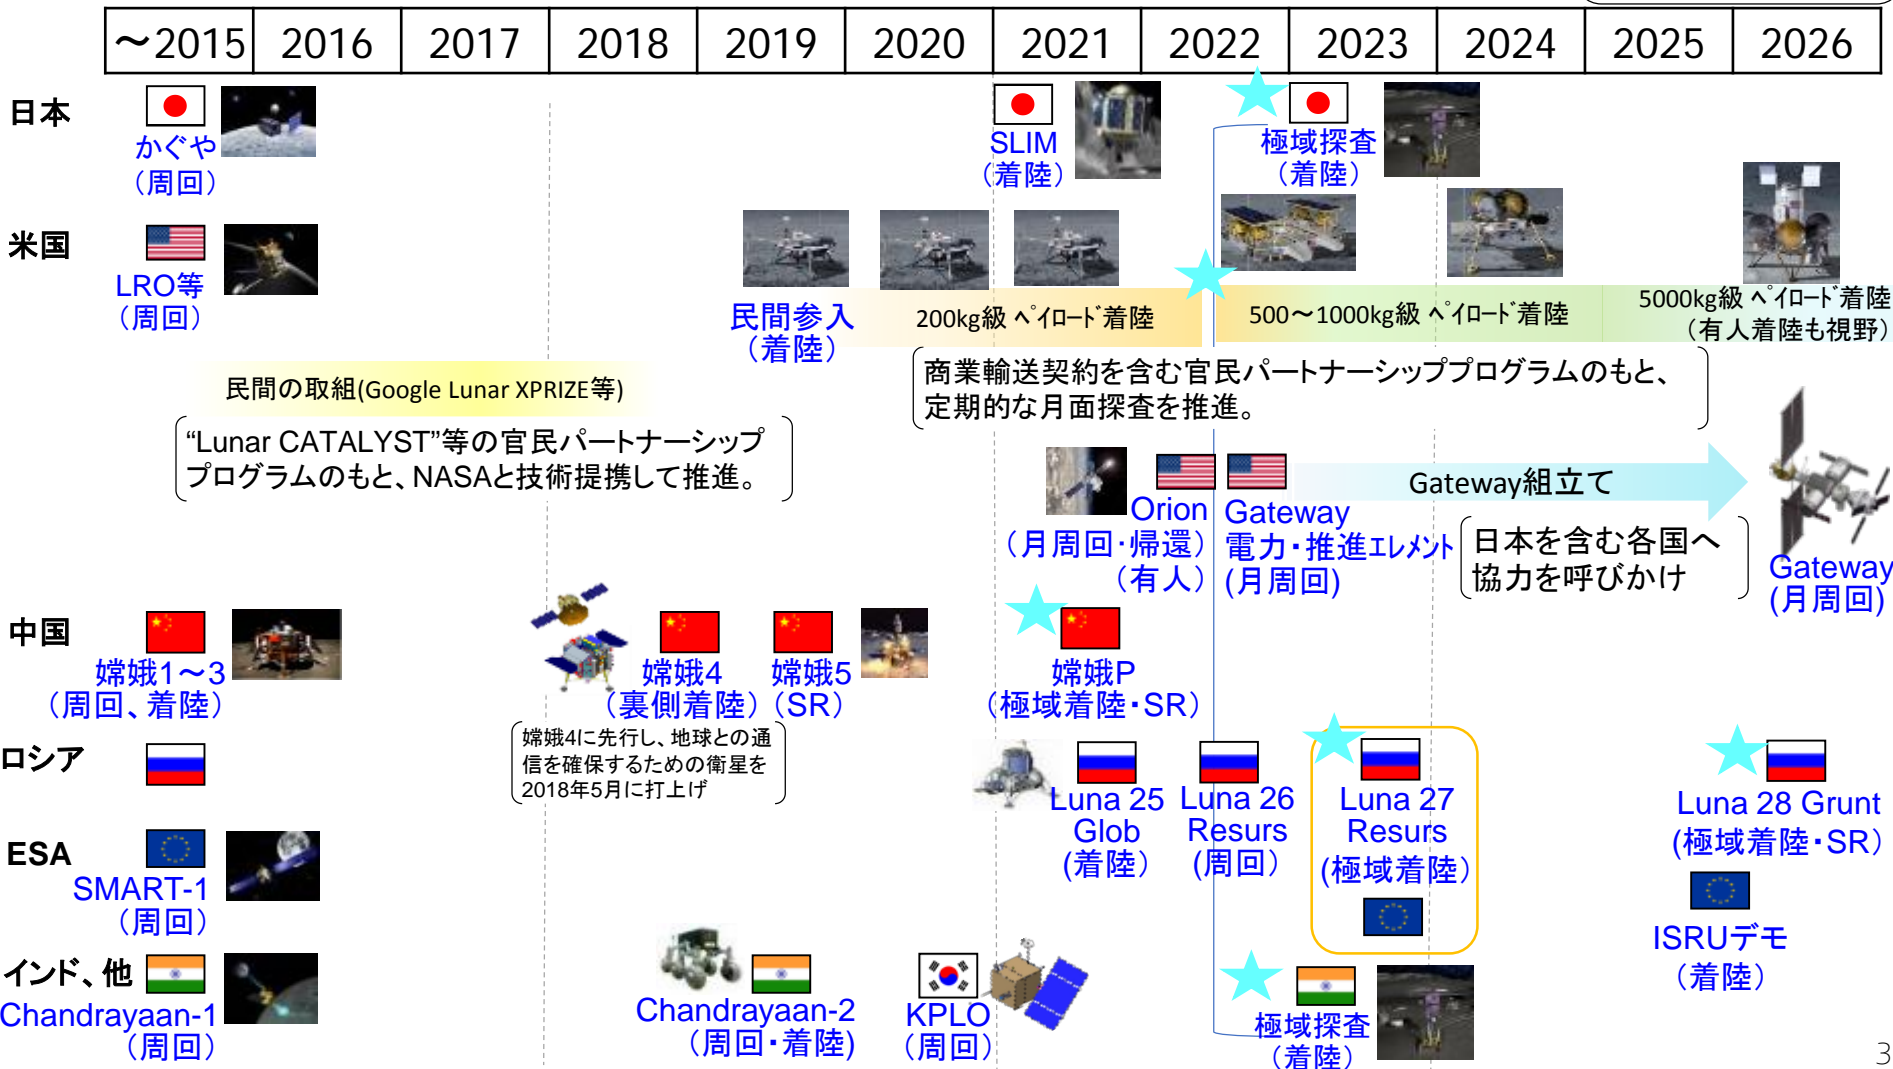 ～2015 2016 2017 2018 2019 2020 2021 2022 2023 2024 2025 2026
日本
かぐや
（周回）
SLIM
（着陸）
極域探査
（着陸）
米国
LRO等
（周回）
民間参入
（着陸）
200kg級 ペイロード着陸
500～1000kg級 ペイロード着陸
5000kg級 ペイロード着陸
（有人着陸も視野）
民間の取組(Google Lunar XPRIZE等)
“Lunar CATALYST”等の官民パートナーシップ
プログラムのもと、NASAと技術提携して推進。
商業輸送契約を含む官民パートナーシッププログラムのもと、
定期的な月面探査を推進。
Orion
（月周回･帰還）
（有人）
Gateway
電力・推進エレメント
(月周回)
Gateway組立て
日本を含む各国へ
協力を呼びかけ
Gateway
(月周回)
中国
嫦娥1～3
（周回、着陸）
嫦娥4
（裏側着陸）
嫦娥5
（SR）
嫦娥P
（極域着陸・SR）
嫦娥4に先行し、地球との通
信を確保するための衛星を
2018年5月に打上げ
ロシア
Luna 25
Glob
(着陸）
Luna 26
Resurs
(周回）
Luna 27
Resurs
(極域着陸）
Luna 28 Grunt
(極域着陸・SR）
ESA
SMART-1
（周回）
ISRUデモ
（着陸）
インド、他
Chandrayaan-1
（周回）
Chandrayaan-2
（周回・着陸)
KPLO
（周回）
極域探査
（着陸）
3